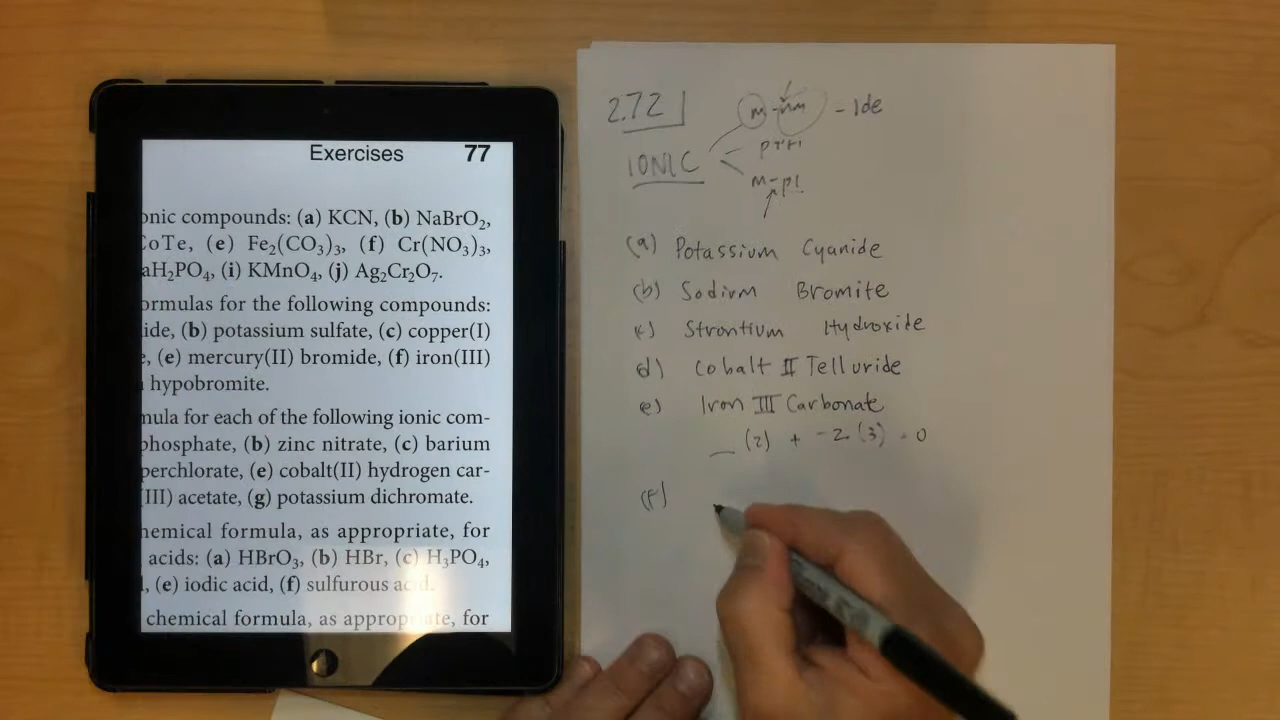 Exercises 77
onic compounds: (a) KCN, (b) NaBrO₂,
CoTe, (e) Fe₂(CO₃)₃, (f) Cr(NO₃)₃,
aH₂PO₄, (i) KMnO₄, (j) Ag₂Cr₂O₇.
ormulas for the following compounds:
ide, (b) potassium sulfate, (c) copper(I)
e, (e) mercury(II) bromide, (f) iron(III)
hypobromite.
mula for each of the following ionic com-
phosphate, (b) zinc nitrate, (c) barium
perchlorate, (e) cobalt(II) hydrogen car-
(III) acetate, (g) potassium dichromate.
hemical formula, as appropriate, for
acids: (a) HBrO₃, (b) HBr, (c) H₃PO₄,
, (e) iodic acid, (f) sulfurous acid.
chemical formula, as appropriate, for
2.72
m - nm - ide
IONIC
m-pl
(a) Potassium Cyanide
(b) Sodium Bromite
(c) Strontium Hydroxide
d) Cobalt II Telluride
e) Iron III Carbonate
_ (2) + -2 (3) = 0
(f)